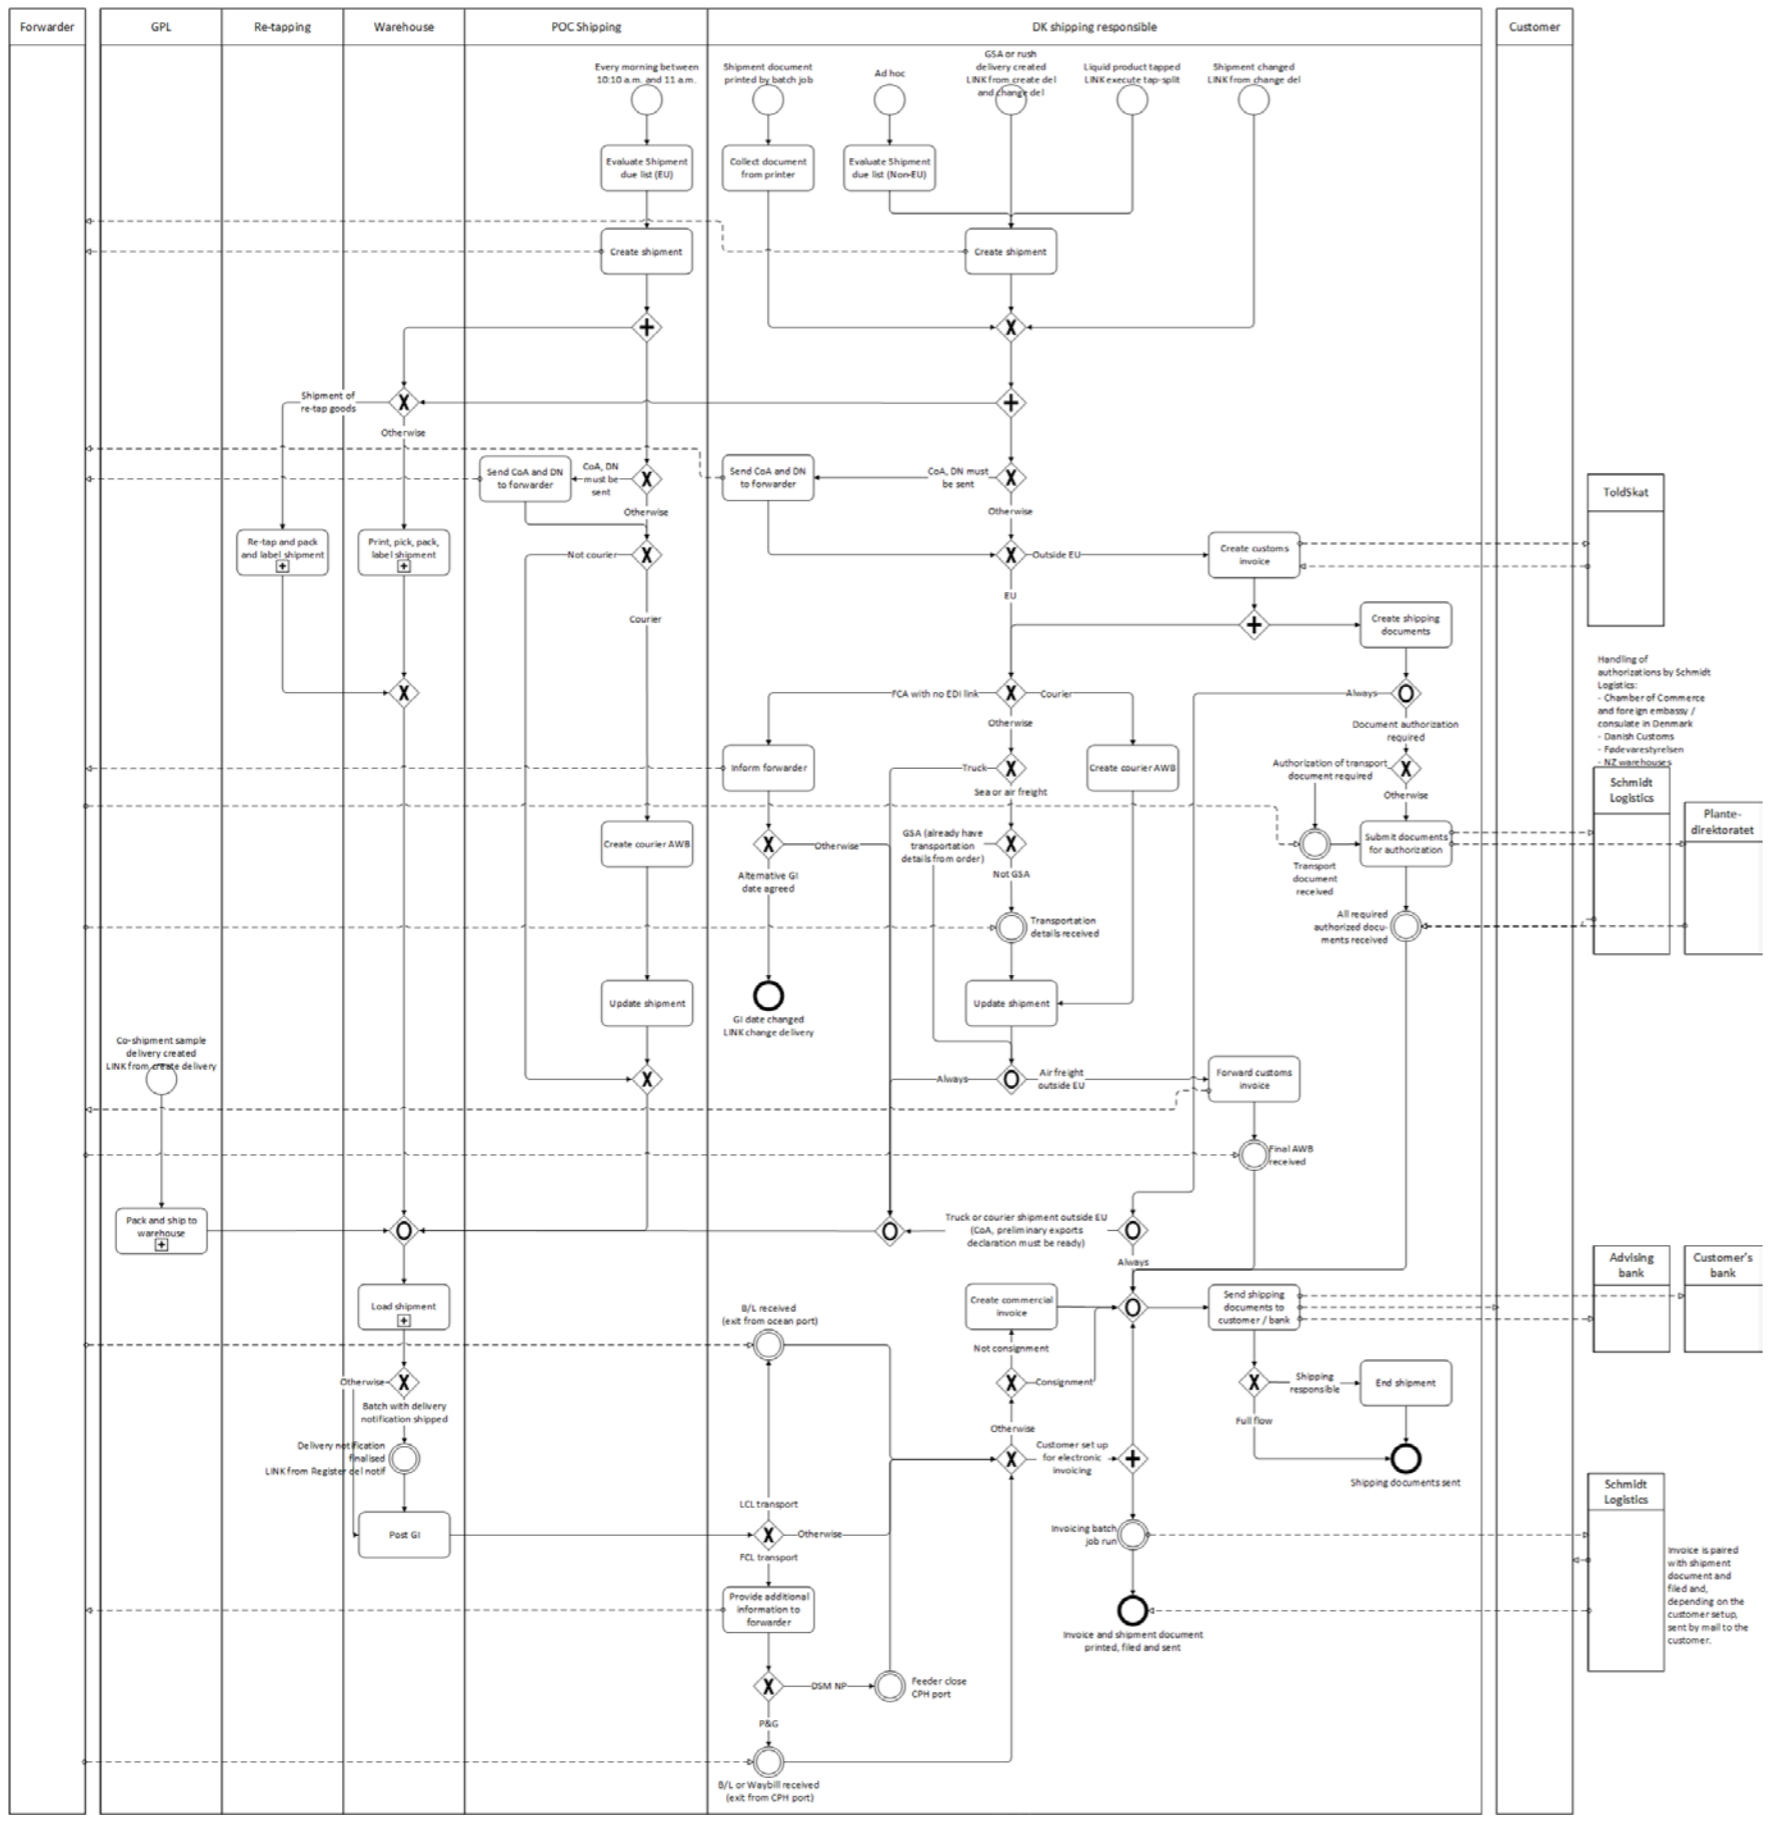 Forwarder
GPL
Re-tapping
Warehouse
POC Shipping
DK shipping responsible
Customer
Every morning between
10:10 a.m. and 11 a.m.
Shipment document
printed by batch job
Ad hoc
GSA or rush
delivery created
LINK from create del
and change del
Liquid product tapped
LINK execute tap-split
Shipment changed
LINK from change del
Evaluate Shipment
due list (EU)
Collect document
from printer
Evaluate Shipment
due list (Non-EU)
Create shipment
Create shipment
Shipment of
re-tap goods
Otherwise
Send CoA and DN
to forwarder
CoA, DN
must be
sent
Otherwise
Send CoA and DN
to forwarder
CoA, DN must
be sent
Otherwise
ToldSkat
Re-tap and pack
and label shipment
Print, pick, pack,
label shipment
Not courier
Courier
Outside EU
EU
Create customs
invoice
Create shipping
documents
Handling of
authorizations by Schmidt
Logistics:
- Chamber of Commerce
and foreign embassy /
consulate in Denmark
- Danish Customs
- Fødevarestyrelsen
- NZ warehouses
FCA with no EDI link
Courier
Otherwise
Always
Document authorization
required
Inform forwarder
Truck
Sea or air freight
Create courier AWB
Authorization of transport
document required
Otherwise
Schmidt
Logistics
Plante-
direktoratet
Create courier AWB
Otherwise
Alternative GI
date agreed
GSA (already have
transportation
details from order)
Not GSA
Transport
document
received
Submit documents
for authorization
Transportation
details received
All required
authorized docu-
ments received
Update shipment
GI date changed
LINK change delivery
Update shipment
Co-shipment sample
delivery created
LINK from create delivery
Always
Air freight
outside EU
Forward customs
invoice
Final AWB
received
Pack and ship to
warehouse
Truck or courier shipment outside EU
(CoA, preliminary exports
declaration must be ready)
Always
Load shipment
B/L received
(exit from ocean port)
Create commercial
invoice
Send shipping
documents to
customer / bank
Advising
bank
Customer's
bank
Not consignment
Consignment
Otherwise
Otherwise
Batch with delivery
notification shipped
Shipping
responsible
End shipment
Full flow
Delivery notification
finalised
LINK from Register del notif
Customer set up
for electronic
invoicing
Shipping documents sent
Schmidt
Logistics
LCL transport
Post GI
Otherwise
FCL transport
Invoicing batch
job run
Invoice is paired
with shipment
document and
filed and,
depending on the
customer setup,
sent by mail to the
customer.
Provide additional
information to
forwarder
Invoice and shipment document
printed, filed and sent
DSM NP
Feeder close
CPH port
P&G
B/L or Waybill received
(exit from CPH port)